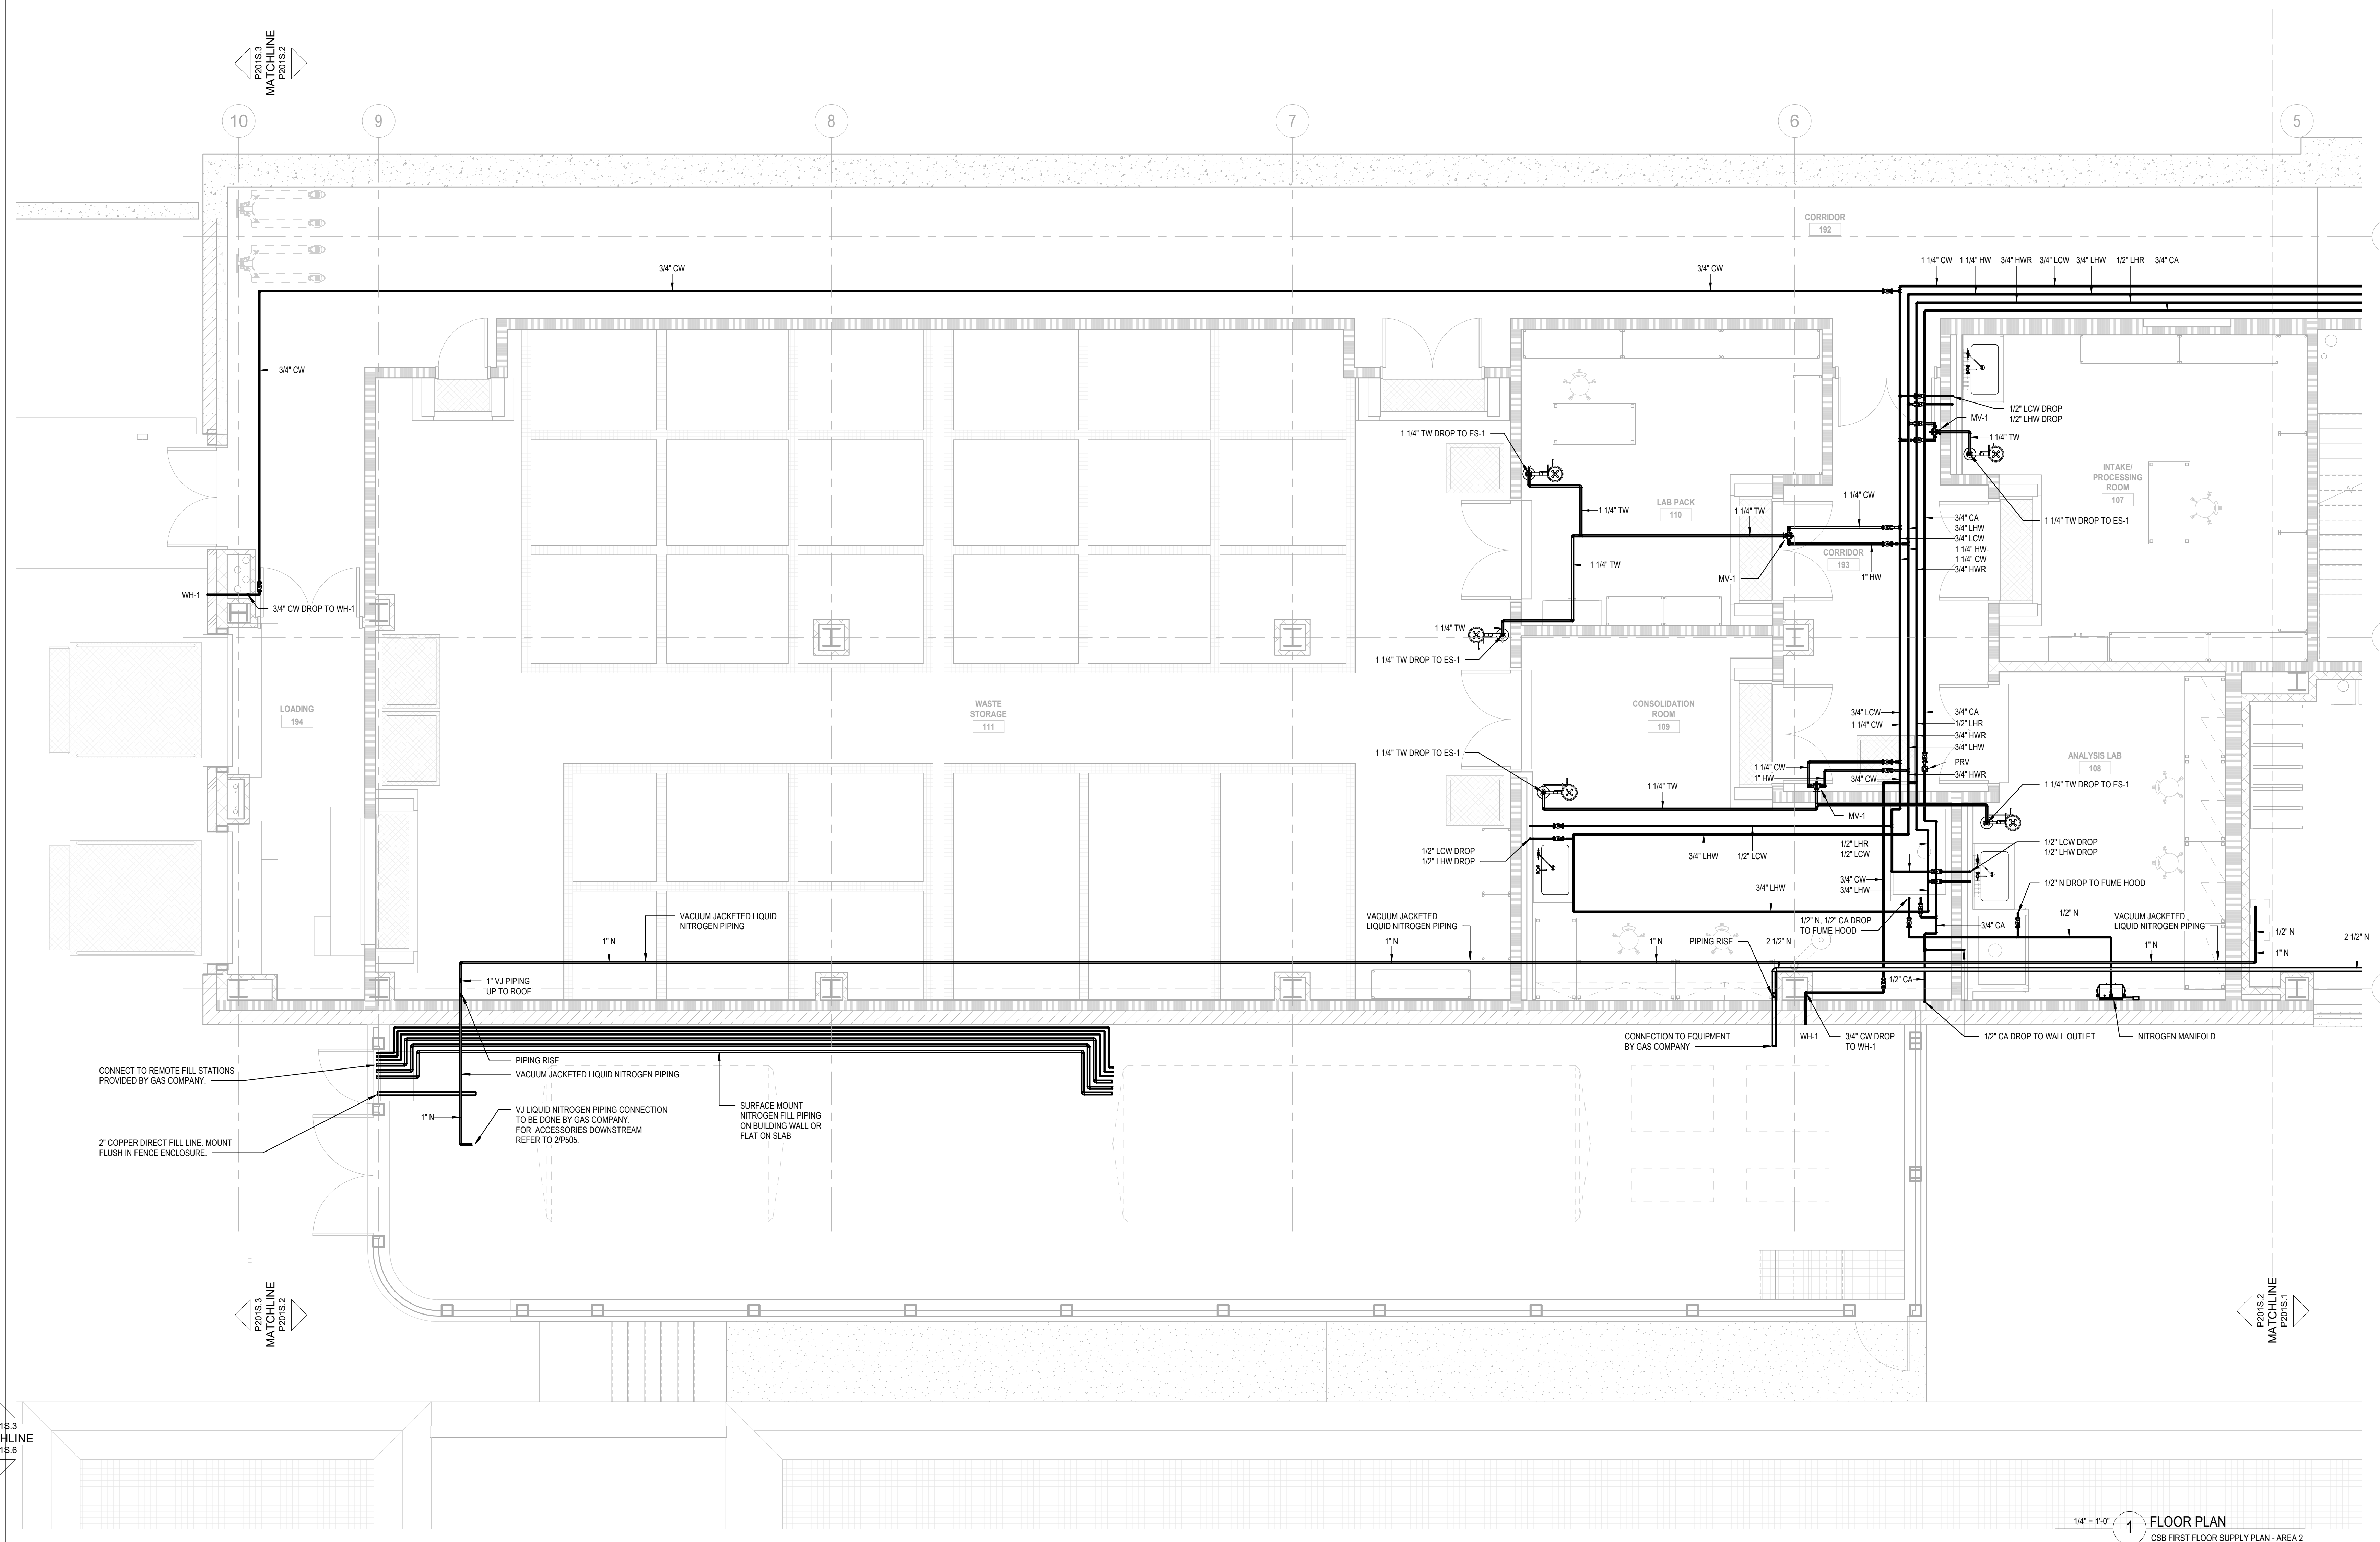 P201S.3
MATCHLINE
P201S.2
10
9
8
7
6
5
CORRIDOR
192
3/4" CW
3/4" CW
1 1/4" CW
1 1/4" HW
3/4" HWR
3/4" LCW
3/4" LHW
1/2" LHR
3/4" CA
3/4" CW
1/2" LCW DROP
1/2" LHW DROP
MV-1
1 1/4" TW
1 1/4" TW DROP TO ES-1
INTAKE/
PROCESSING
ROOM
107
LAB PACK
110
1 1/4" TW
1 1/4" TW
1 1/4" CW
3/4" CA
3/4" LHW
3/4" LCW
1 1/4" HW
1 1/4" CW
3/4" HWR
1 1/4" TW DROP TO ES-1
CORRIDOR
193
1 1/4" TW
MV-1
1" HW
WH-1
3/4" CW DROP TO WH-1
1 1/4" TW
1 1/4" TW DROP TO ES-1
LOADING
194
WASTE
STORAGE
111
CONSOLIDATION
ROOM
109
3/4" LCW
1 1/4" CW
3/4" CA
1/2" LHR
3/4" HWR
3/4" LHW
PRV
3/4" HWR
ANALYSIS LAB
108
1 1/4" TW DROP TO ES-1
1 1/4" CW
1" HW
3/4" CW
1 1/4" TW DROP TO ES-1
1 1/4" TW
MV-1
1/2" LCW DROP
1/2" LHW DROP
3/4" LHW
1/2" LCW
1/2" LHR
1/2" LCW
1/2" LCW DROP
1/2" LHW DROP
3/4" CW
3/4" LHW
3/4" LHW
1/2" N DROP TO FUME HOOD
VACUUM JACKETED LIQUID
NITROGEN PIPING
VACUUM JACKETED
LIQUID NITROGEN PIPING
1/2" N, 1/2" CA DROP
TO FUME HOOD
3/4" CA
1/2" N
VACUUM JACKETED
LIQUID NITROGEN PIPING
1/2" N
1" N
1" N
1" N
PIPING RISE
2 1/2" N
1" N
1" N
2 1/2" N
1" VJ PIPING
UP TO ROOF
1/2" CA
CONNECTION TO EQUIPMENT
BY GAS COMPANY
WH-1
3/4" CW DROP
TO WH-1
1/2" CA DROP TO WALL OUTLET
NITROGEN MANIFOLD
PIPING RISE
CONNECT TO REMOTE FILL STATIONS
PROVIDED BY GAS COMPANY.
VACUUM JACKETED LIQUID NITROGEN PIPING
1" N
VJ LIQUID NITROGEN PIPING CONNECTION
TO BE DONE BY GAS COMPANY.
FOR ACCESSORIES DOWNSTREAM
REFER TO 2/P505.
SURFACE MOUNT
NITROGEN FILL PIPING
ON BUILDING WALL OR
FLAT ON SLAB
2" COPPER DIRECT FILL LINE. MOUNT
FLUSH IN FENCE ENCLOSURE.
P201S.3
MATCHLINE
P201S.2
P201S.2
MATCHLINE
P201S.1
1S.3
HLINE
1S.6
1/4" = 1'-0"
1
FLOOR PLAN
CSB FIRST FLOOR SUPPLY PLAN - AREA 2